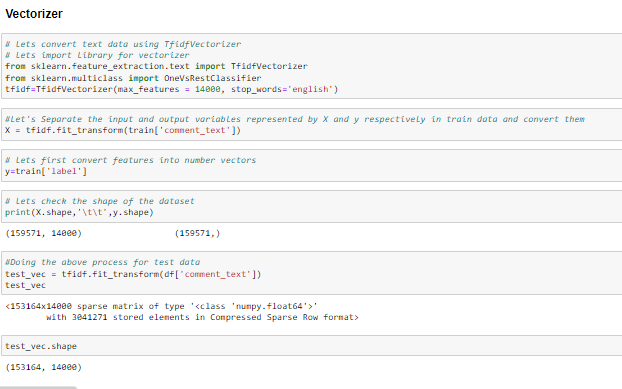 Vectorizer
# Lets convert text data using TfidfVectorizer
# Lets import library for vectorizer
from sklearn.feature_extraction.text import TfidfVectorizer
from sklearn.multiclass import OneVsRestClassifier
tfidf=TfidfVectorizer(max_features = 14000, stop_words='english')
#Let's Separate the input and output variables represented by X and y respectively in train data and convert them
X = tfidf.fit_transform(train['comment_text'])
# Lets first convert features into number vectors
y=train['label']
# Lets check the shape of the dataset
print(X.shape,'\t\t',y.shape)
(159571, 14000)		(159571,)
#Doing the above process for test data
test_vec = tfidf.fit_transform(df['comment_text'])
test_vec
<153164x14000 sparse matrix of type '<class 'numpy.float64'>'
	with 3041271 stored elements in Compressed Sparse Row format>
test_vec.shape
(153164, 14000)